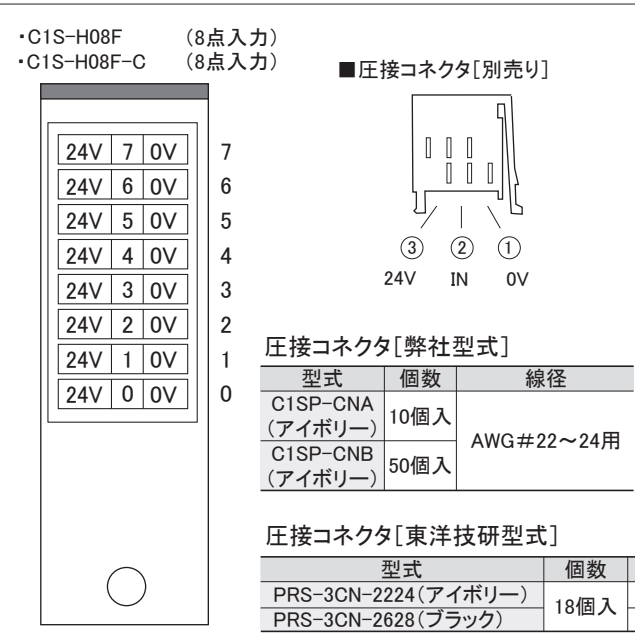 ・C1S-H08F （8点入力）
・C1S-H08F-C （8点入力）
24V 7 0V 7
24V 6 0V 6
24V 5 0V 5
24V 4 0V 4
24V 3 0V 3
24V 2 0V 2
24V 1 0V 1
24V 0 0V 0
■圧接コネクタ［別売り］
③ ② ①
24V IN 0V
圧接コネクタ［弊社型式］
型式 個数 線径
C1SP-CNA
（アイボリー） 10個入
C1SP-CNB
（アイボリー） 50個入
AWG＃22～24用
圧接コネクタ［東洋技研型式］
型式 個数
PRS-3CN-2224（アイボリー）
PRS-3CN-2628（ブラック）
18個入